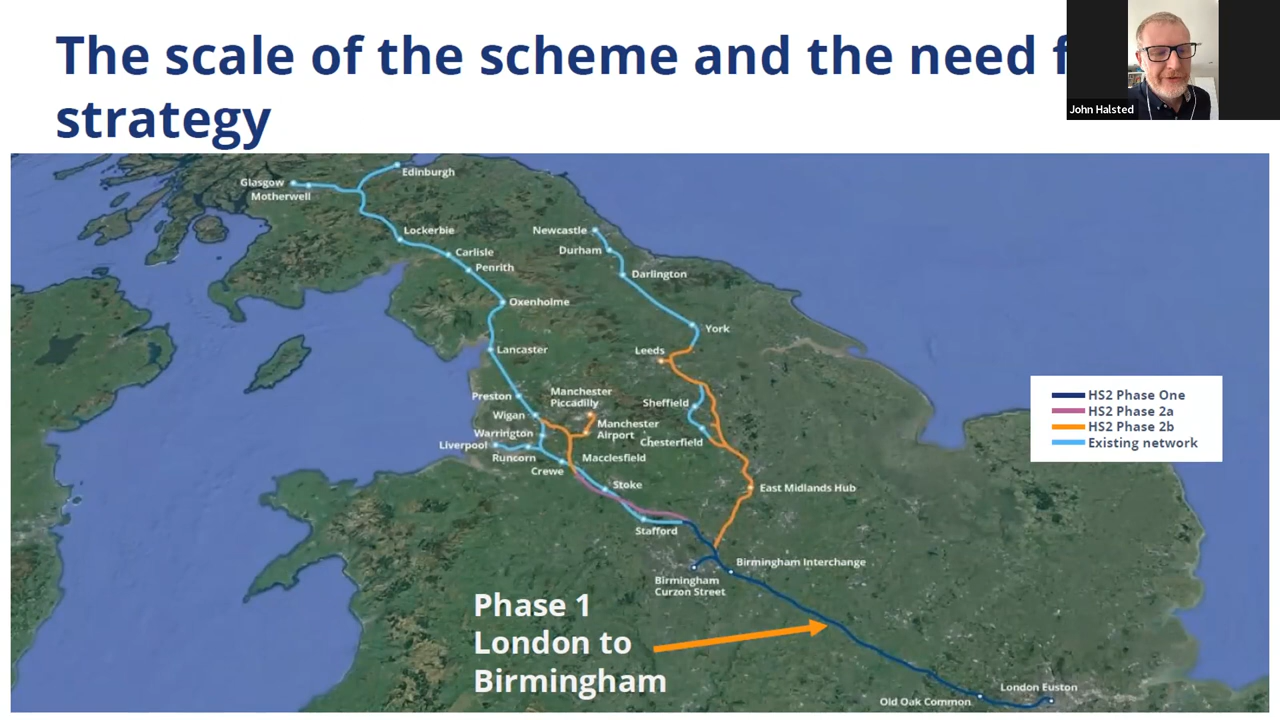 The scale of the scheme and the need f
strategy
John Halsted
Edinburgh
Glasgow
Motherwell
Lockerbie
Newcastle
Carlisle
Durham
Penrith
Darlington
Oxenholme
York
Lancaster
Leeds
Preston
Manchester
Piccadilly
Sheffield
Wigan
Manchester
Airport
Warrington
Chesterfield
Liverpool
Runcorn
Macclesfield
Crewe
Stoke
East Midlands Hub
Stafford
Birmingham Interchange
Birmingham
Curzon Street
HS2 Phase One
HS2 Phase 2a
HS2 Phase 2b
Existing network
Phase 1
London to
Birmingham
London Euston
Old Oak Common